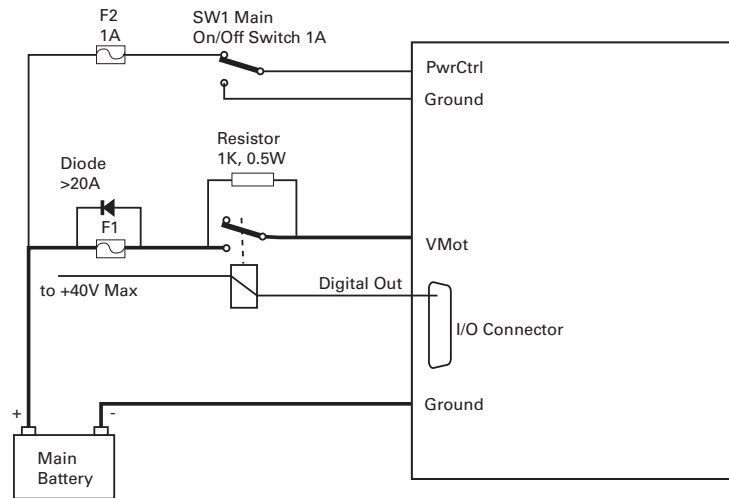 F2
1A
SW1 Main
On/Off Switch 1A
PwrCtrl
Ground
Resistor
1K, 0.5W
Diode
>20A
F1
VMot
to +40V Max
Digital Out
I/O Connector
Ground
+
-
Main
Battery